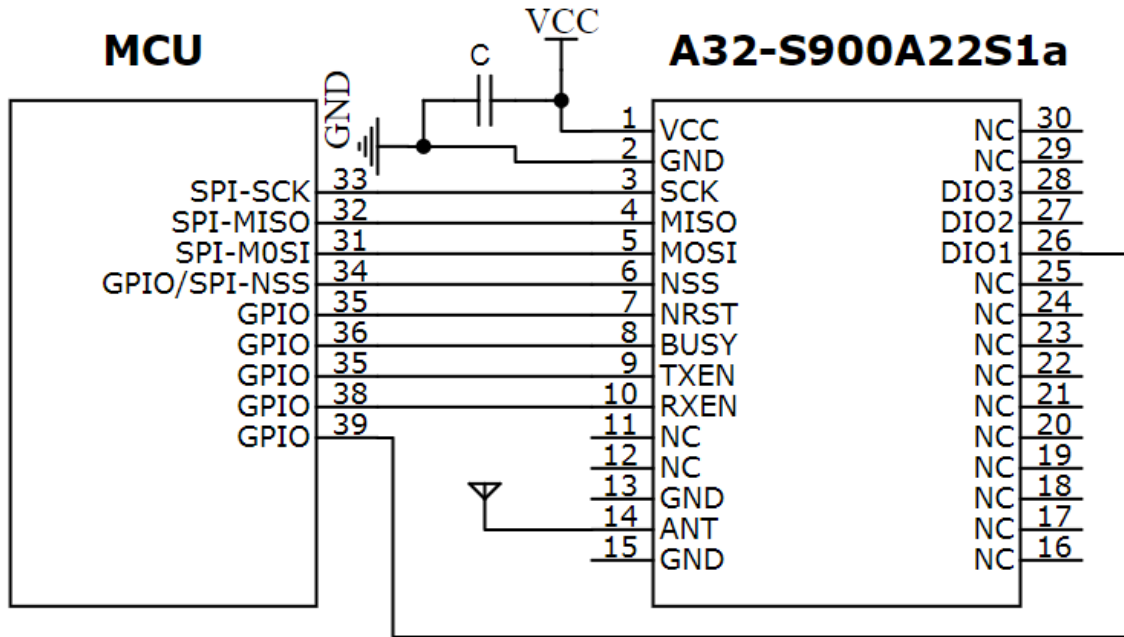 VCC
MCU
C
A32-S900A22S1a
GND
1 VCC NC 30
2 GND NC 29
SPI-SCK 33 3 SCK DIO3 28
SPI-MISO 32 4 MISO DIO2 27
SPI-M0SI 31 5 MOSI DIO1 26
GPIO/SPI-NSS 34 6 NSS NC 25
GPIO 35 7 NRST NC 24
GPIO 36 8 BUSY NC 23
GPIO 35 9 TXEN NC 22
GPIO 38 10 RXEN NC 21
GPIO 39 11 NC NC 20
12 NC NC 19
13 GND NC 18
14 ANT NC 17
15 GND NC 16